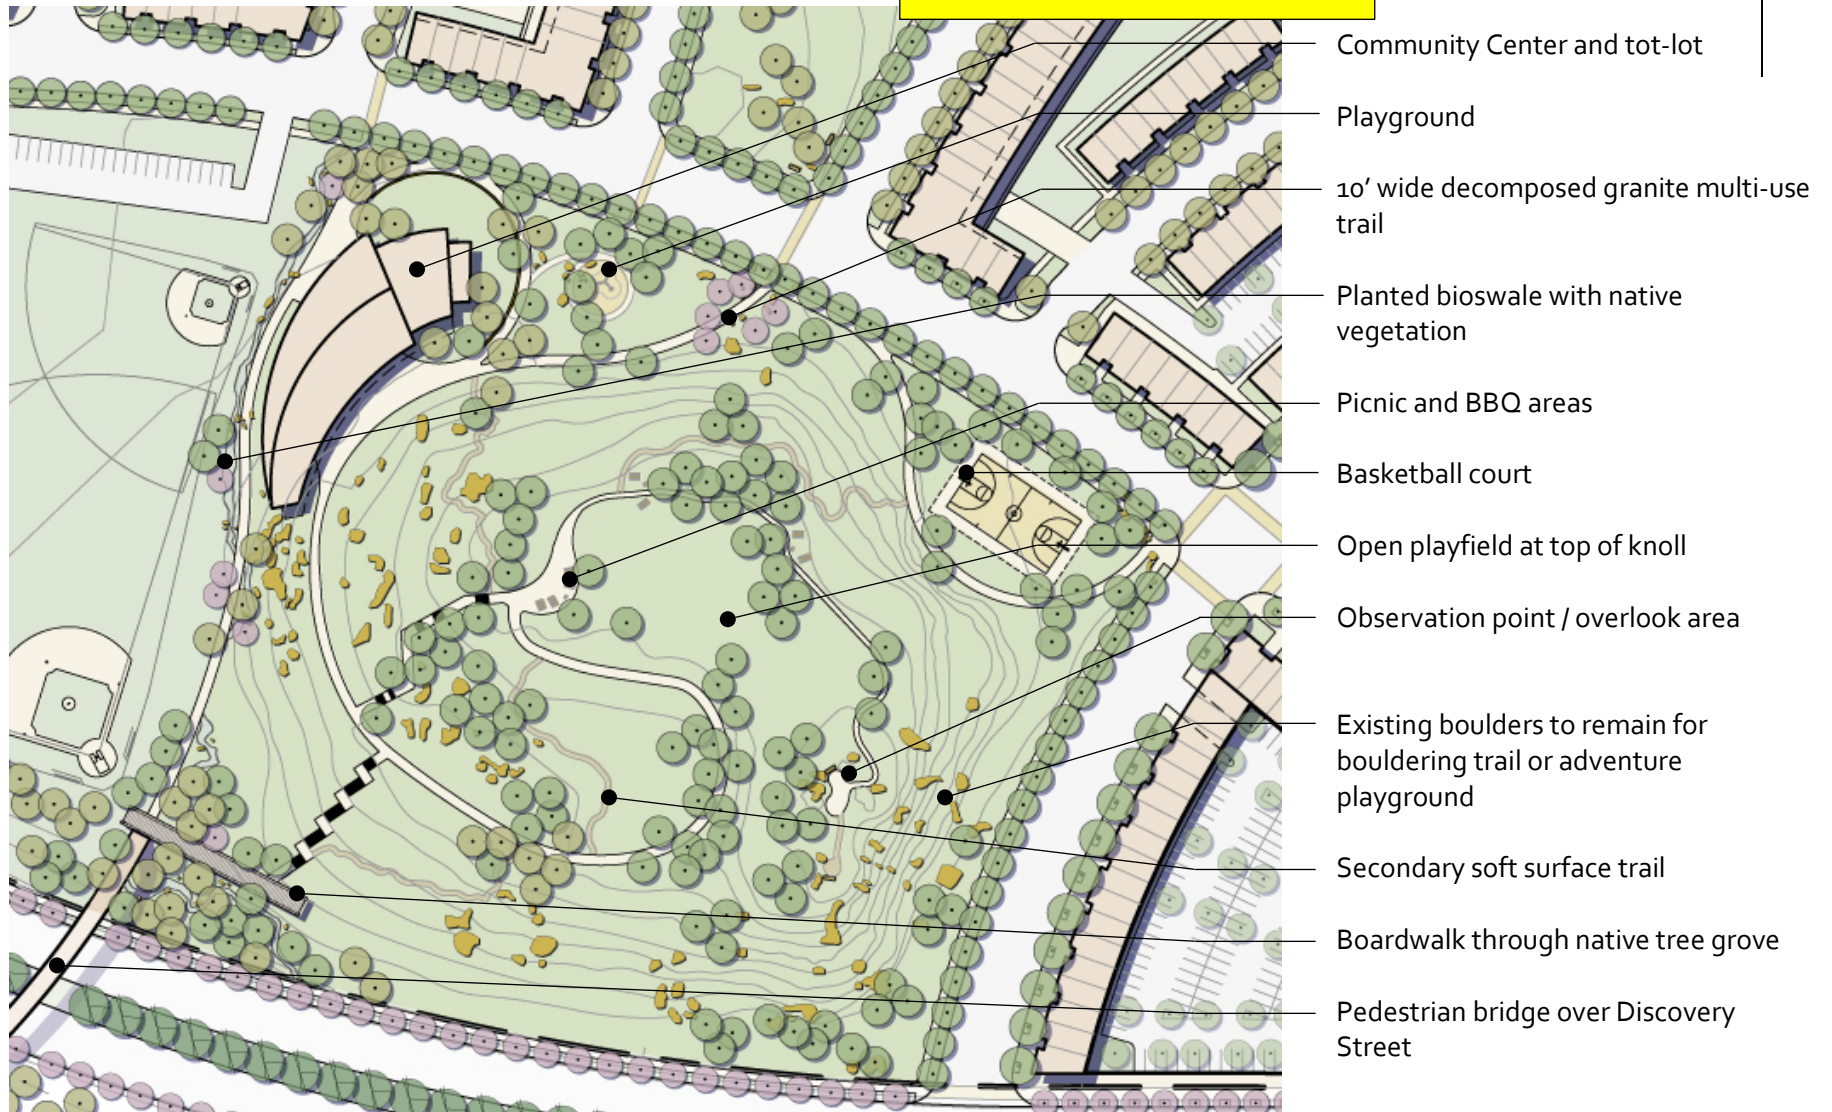 Community Center and tot-lot
Playground
10’ wide decomposed granite multi-use
trail
Planted bioswale with native
vegetation
Picnic and BBQ areas
Basketball court
Open playfield at top of knoll
Observation point / overlook area
Existing boulders to remain for
bouldering trail or adventure
playground
Secondary soft surface trail
Boardwalk through native tree grove
Pedestrian bridge over Discovery
Street